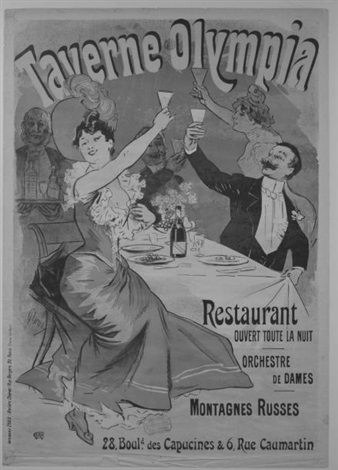 Taverne Olympia
Restaurant
OUVERT TOUTE LA NUIT
ORCHESTRE
DE DAMES
MONTAGNES RUSSES
28, Boulᵈ des Capucines & 6, Rue Caumartin